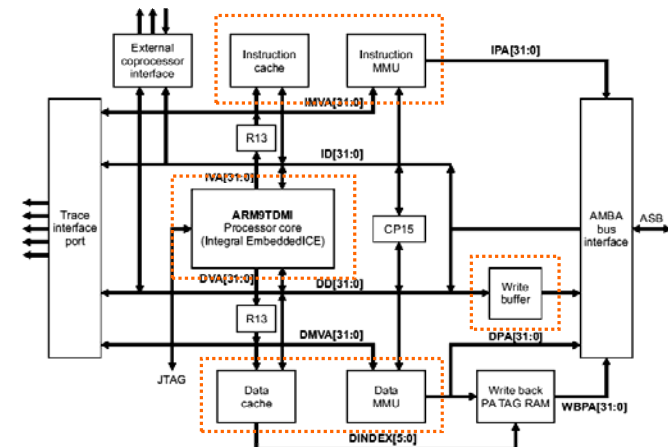 External
coprocessor
interface
Instruction
cache
Instruction
MMU
IPA[31:0]
IMVA[31:0]
R13
ID[31:0]
IVA[31:0]
Trace
interface
port
ARM9TDMI
Processor core
(Integral EmbeddedICE)
CP15
AMBA
bus
interface
ASB
DVA[31:0]
DD[31:0]
Write
buffer
R13
DMVA[31:0]
DPA[31:0]
JTAG
Data
cache
Data
MMU
Write back
PA TAG RAM
WBPA[31:0]
DINDEX[5:0]